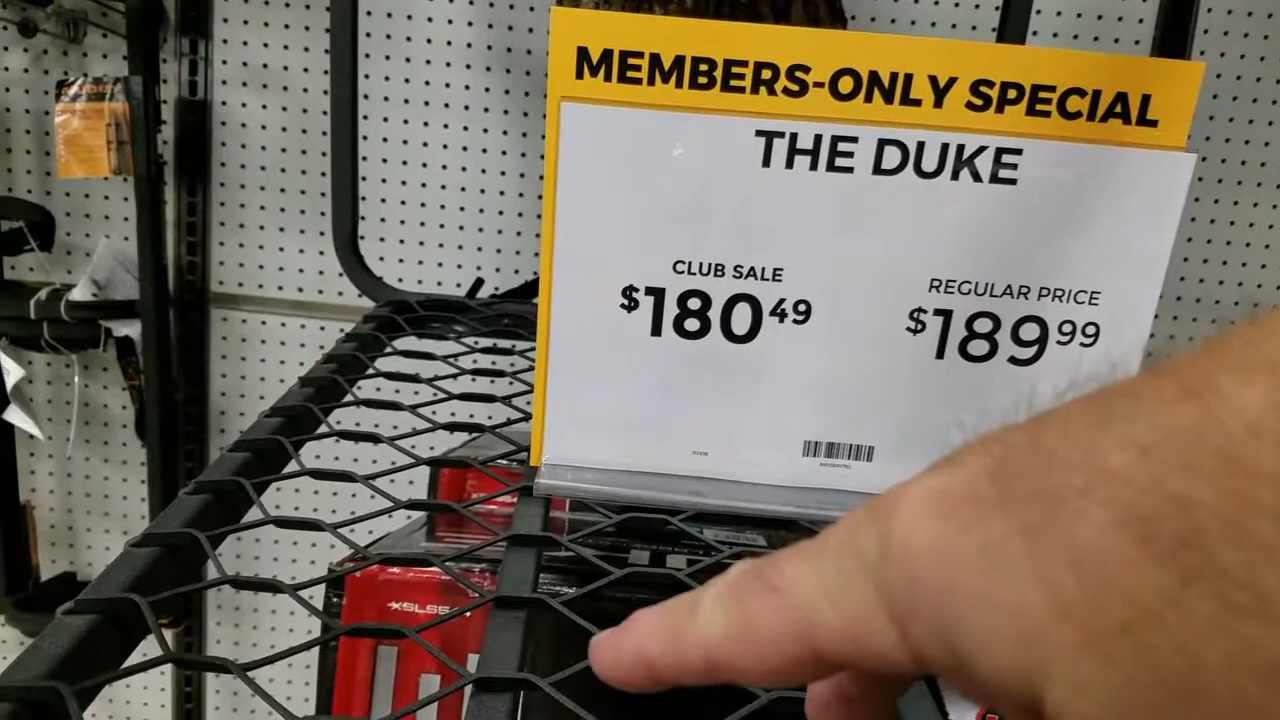 MEMBERS-ONLY SPECIAL
THE DUKE
CLUB SALE
$180.49
REGULAR PRICE
$189.99